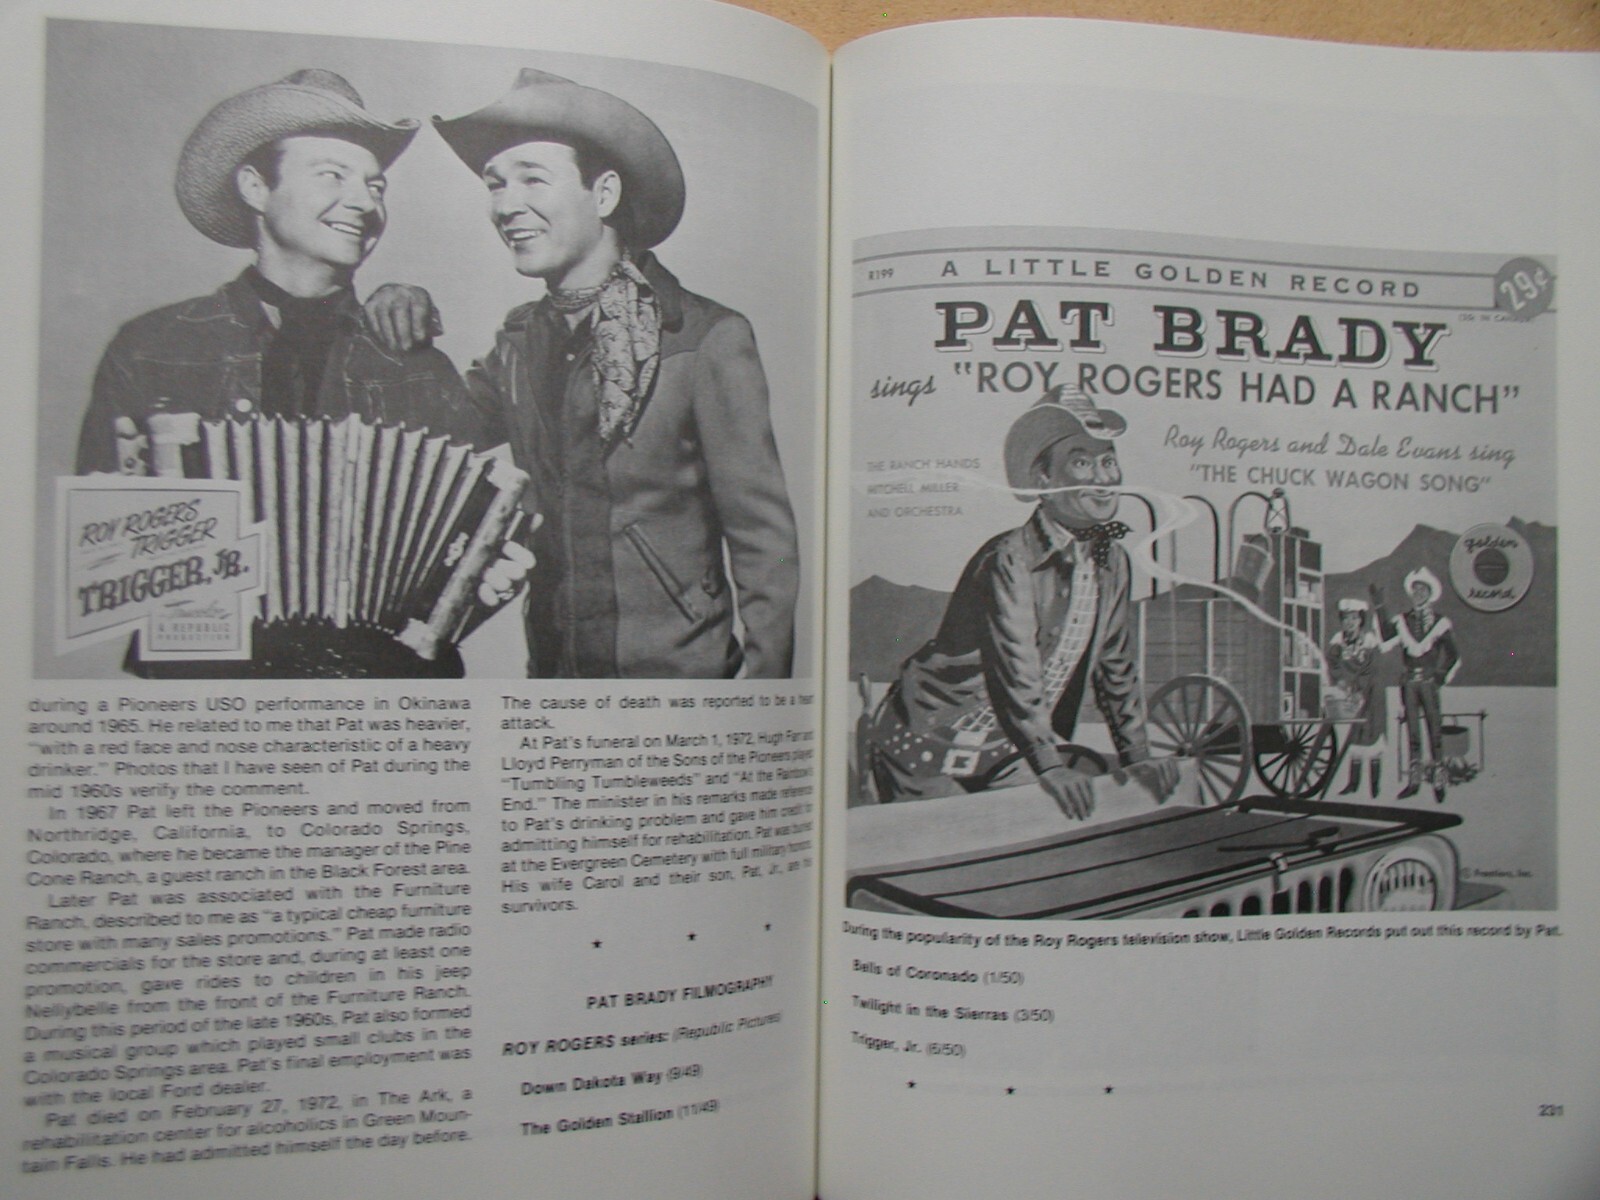 ROY ROGERS
TRIGGER
TRIGGER, JR.
Trucolor
A REPUBLIC
PRODUCTION
during a Pioneers USO performance in Okinawa
around 1965. He related to me that Pat was heavier,
"with a red face and nose characteristic of a heavy
drinker." Photos that I have seen of Pat during the
mid 1960s verify the comment.
In 1967 Pat left the Pioneers and moved from
Northridge, California, to Colorado Springs,
Colorado, where he became the manager of the Pine
Cone Ranch, a guest ranch in the Black Forest area.
Later Pat was associated with the Furniture
Ranch, described to me as "a typical cheap furniture
store with many sales promotions." Pat made radio
commercials for the store and, during at least one
promotion, gave rides to children in his jeep
Nellybelle from the front of the Furniture Ranch.
During this period of the late 1960s, Pat also formed
a musical group which played small clubs in the
Colorado Springs area. Pat's final employment was
with the local Ford dealer.
Pat died on February 27, 1972, in The Ark, a
rehabilitation center for alcoholics in Green Moun-
tain Falls. He had admitted himself the day before.
The cause of death was reported to be a heart
attack.
At Pat's funeral on March 1, 1972, Hugh Farr and
Lloyd Perryman of the Sons of the Pioneers played
"Tumbling Tumbleweeds" and "At the Rainbow's
End." The minister in his remarks made reference
to Pat's drinking problem and gave him credit for
admitting himself for rehabilitation. Pat was buried
at the Evergreen Cemetery with full military honors.
His wife Carol and their son, Pat, Jr., are his
survivors.
★ ★ ★
PAT BRADY FILMOGRAPHY
ROY ROGERS series: (Republic Pictures)
Down Dakota Way (9/49)
The Golden Stallion (11/49)
R199
A LITTLE GOLDEN RECORD
29¢
PAT BRADY
sings "ROY ROGERS HAD A RANCH"
Roy Rogers and Dale Evans sing
"THE CHUCK WAGON SONG"
THE RANCH HANDS
MITCHELL MILLER
AND ORCHESTRA
golden
record
© Frontiers, Inc.
During the popularity of the Roy Rogers television show, Little Golden Records put out this record by Pat.
Bells of Coronado (1/50)
Twilight in the Sierras (3/50)
Trigger, Jr. (6/50)
★ ★ ★
231